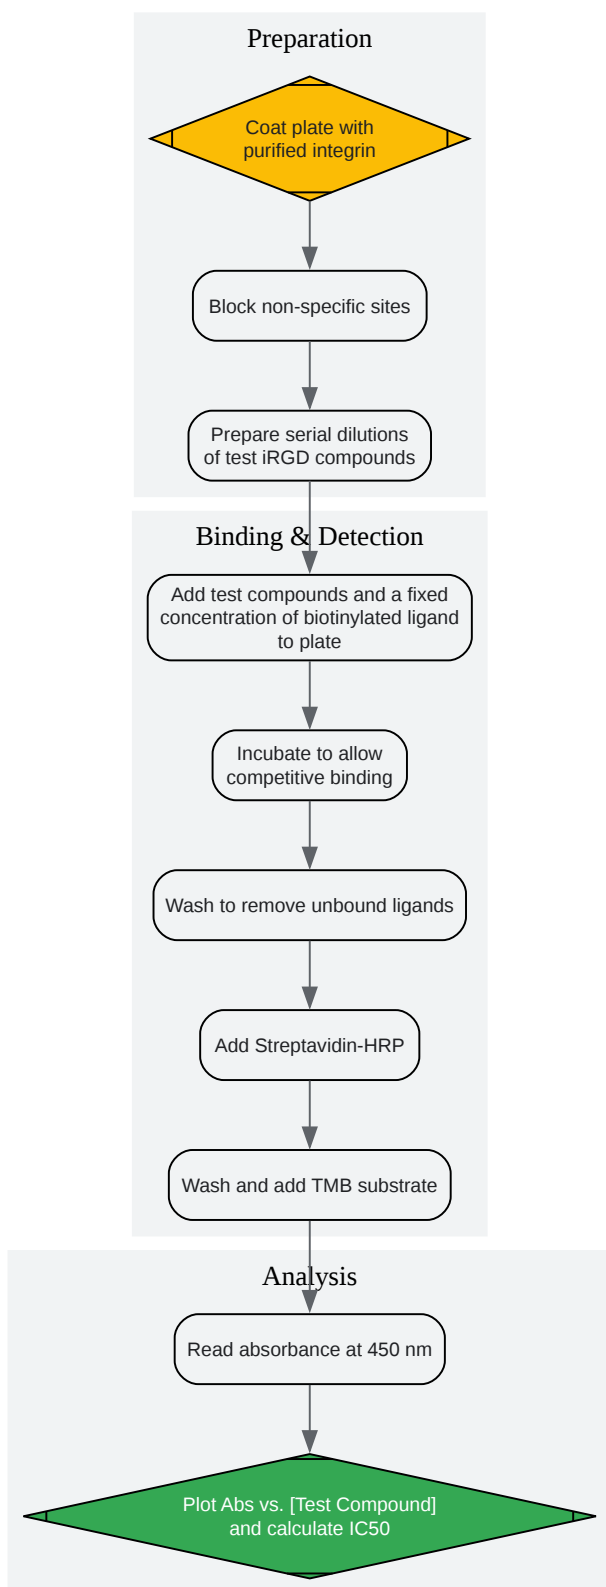 Preparation
Coat plate with
purified integrin
Block non-specific sites
Prepare serial dilutions
of test iRGD compounds
Binding & Detection
Add test compounds and a fixed
concentration of biotinylated ligand
to plate
Incubate to allow
competitive binding
Wash to remove unbound ligands
Add Streptavidin-HRP
Wash and add TMB substrate
Analysis
Read absorbance at 450 nm
Plot Abs vs. [Test Compound]
and calculate IC50